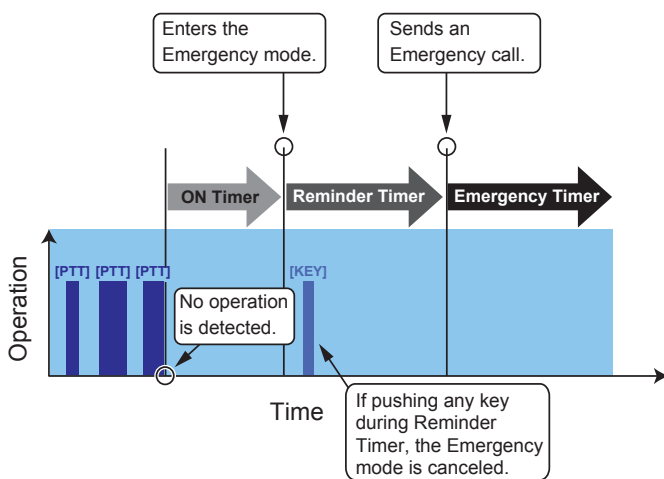 Enters the
Emergency mode.
Sends an
Emergency call.
ON Timer
Reminder Timer
Emergency Timer
[PTT] [PTT] [PTT]
[KEY]
No operation
is detected.
Operation
Time
If pushing any key
during Reminder
Timer, the Emergency
mode is canceled.